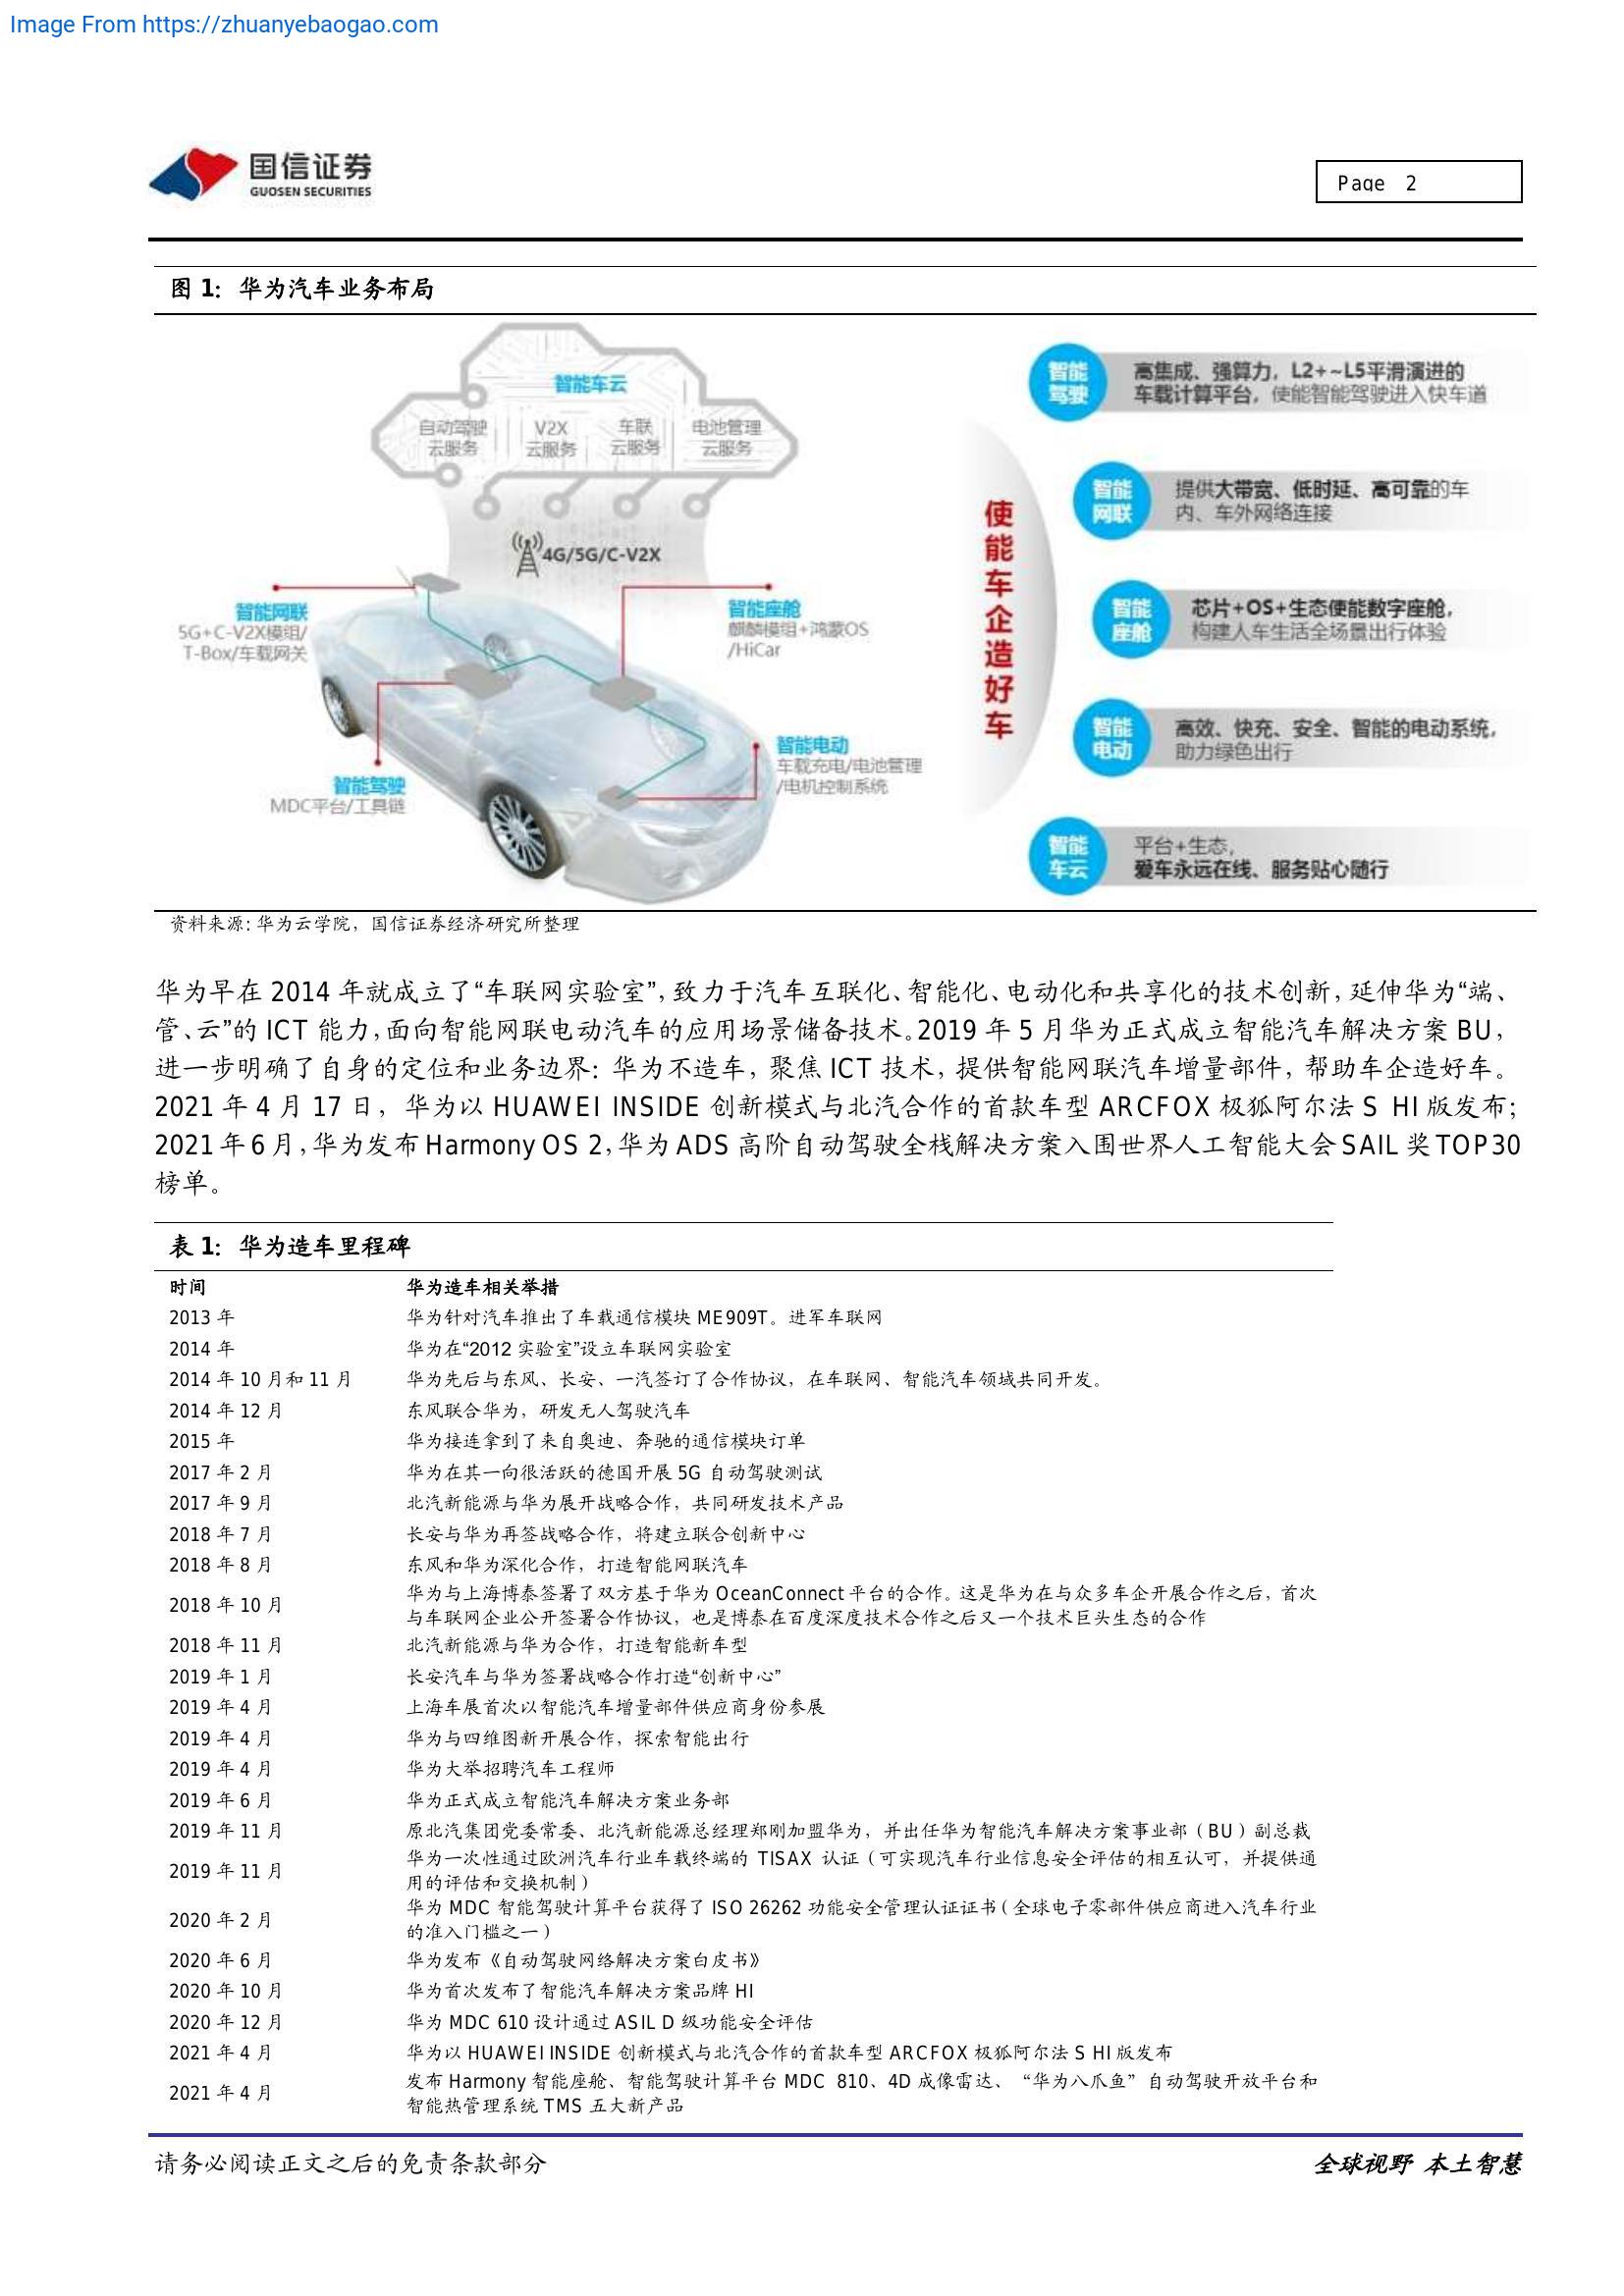 Image From https://zhuanyebaogao.com
国信证券
GUOSEN SECURITIES
Page 2
图 1：华为汽车业务布局
智能车云
自动驾驶
云服务
V2X
云服务
车联
云服务
电池管理
云服务
4G/5G/C-V2X
智能网联
5G+C-V2X模组/
T-Box/车载网关
智能座舱
麒麟模组+鸿蒙OS
/HiCar
智能驾驶
MDC平台/工具链
智能电动
车载充电/电池管理
/电机控制系统
使能车企造好车
智能
驾驶
高集成、强算力，L2+~L5平滑演进的
车载计算平台，使能智能驾驶进入快车道
智能
网联
提供大带宽、低时延、高可靠的车
内、车外网络连接
智能
座舱
芯片+OS+生态使能数字座舱，
构建人车生活全场景出行体验
智能
电动
高效、快充、安全、智能的电动系统，
助力绿色出行
智能
车云
平台+生态，
爱车永远在线、服务贴心随行
资料来源：华为云学院，国信证券经济研究所整理
华为早在 2014 年就成立了“车联网实验室”，致力于汽车互联化、智能化、电动化和共享化的技术创新，延伸华为“端、
管、云”的 ICT 能力，面向智能网联电动汽车的应用场景储备技术。2019 年 5 月华为正式成立智能汽车解决方案 BU，
进一步明确了自身的定位和业务边界：华为不造车，聚焦 ICT 技术，提供智能网联汽车增量部件，帮助车企造好车。
2021 年 4 月 17 日，华为以 HUAWEI INSIDE 创新模式与北汽合作的首款车型 ARCFOX 极狐阿尔法 S HI 版发布；
2021 年 6 月，华为发布 Harmony OS 2，华为 ADS 高阶自动驾驶全栈解决方案入围世界人工智能大会 SAIL 奖 TOP30
榜单。
表 1：华为造车里程碑
时间 华为造车相关举措
2013 年 华为针对汽车推出了车载通信模块 ME909T。进军车联网
2014 年 华为在“2012 实验室”设立车联网实验室
2014 年 10 月和 11 月 华为先后与东风、长安、一汽签订了合作协议，在车联网、智能汽车领域共同开发。
2014 年 12 月 东风联合华为，研发无人驾驶汽车
2015 年 华为接连拿到了来自奥迪、奔驰的通信模块订单
2017 年 2 月 华为在其一向很活跃的德国开展 5G 自动驾驶测试
2017 年 9 月 北汽新能源与华为展开战略合作，共同研发技术产品
2018 年 7 月 长安与华为再签战略合作，将建立联合创新中心
2018 年 8 月 东风和华为深化合作，打造智能网联汽车
2018 年 10 月 华为与上海博泰签署了双方基于华为 OceanConnect 平台的合作。这是华为在与众多车企开展合作之后，首次
与车联网企业公开签署合作协议，也是博泰在百度深度技术合作之后又一个技术巨头生态的合作
2018 年 11 月 北汽新能源与华为合作，打造智能新车型
2019 年 1 月 长安汽车与华为签署战略合作打造“创新中心”
2019 年 4 月 上海车展首次以智能汽车增量部件供应商身份参展
2019 年 4 月 华为与四维图新开展合作，探索智能出行
2019 年 4 月 华为大举招聘汽车工程师
2019 年 6 月 华为正式成立智能汽车解决方案业务部
2019 年 11 月 原北汽集团党委常委、北汽新能源总经理郑刚加盟华为，并出任华为智能汽车解决方案事业部（BU）副总裁
2019 年 11 月 华为一次性通过欧洲汽车行业车载终端的 TISAX 认证（可实现汽车行业信息安全评估的相互认可，并提供通
用的评估和交换机制）
2020 年 2 月 华为 MDC 智能驾驶计算平台获得了 ISO 26262 功能安全管理认证证书（全球电子零部件供应商进入汽车行业
的准入门槛之一）
2020 年 6 月 华为发布《自动驾驶网络解决方案白皮书》
2020 年 10 月 华为首次发布了智能汽车解决方案品牌 HI
2020 年 12 月 华为 MDC 610 设计通过 ASIL D 级功能安全评估
2021 年 4 月 华为以 HUAWEI INSIDE 创新模式与北汽合作的首款车型 ARCFOX 极狐阿尔法 S HI 版发布
2021 年 4 月 发布 Harmony 智能座舱、智能驾驶计算平台 MDC 810、4D 成像雷达、“华为八爪鱼”自动驾驶开放平台和
智能热管理系统 TMS 五大新产品
请务必阅读正文之后的免责条款部分
全球视野 本土智慧